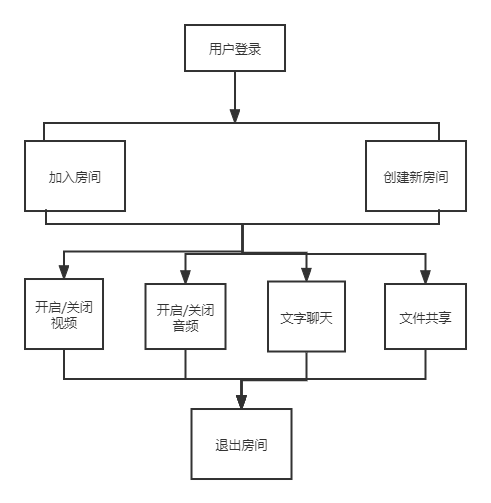 用户登录
加入房间
创建新房间
开启/关闭
视频
开启/关闭
音频
文字聊天
文件共享
退出房间